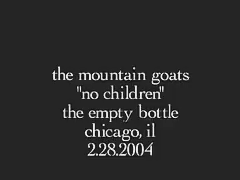 the mountain goats
"no children"
the empty bottle
chicago, il
2.28.2004